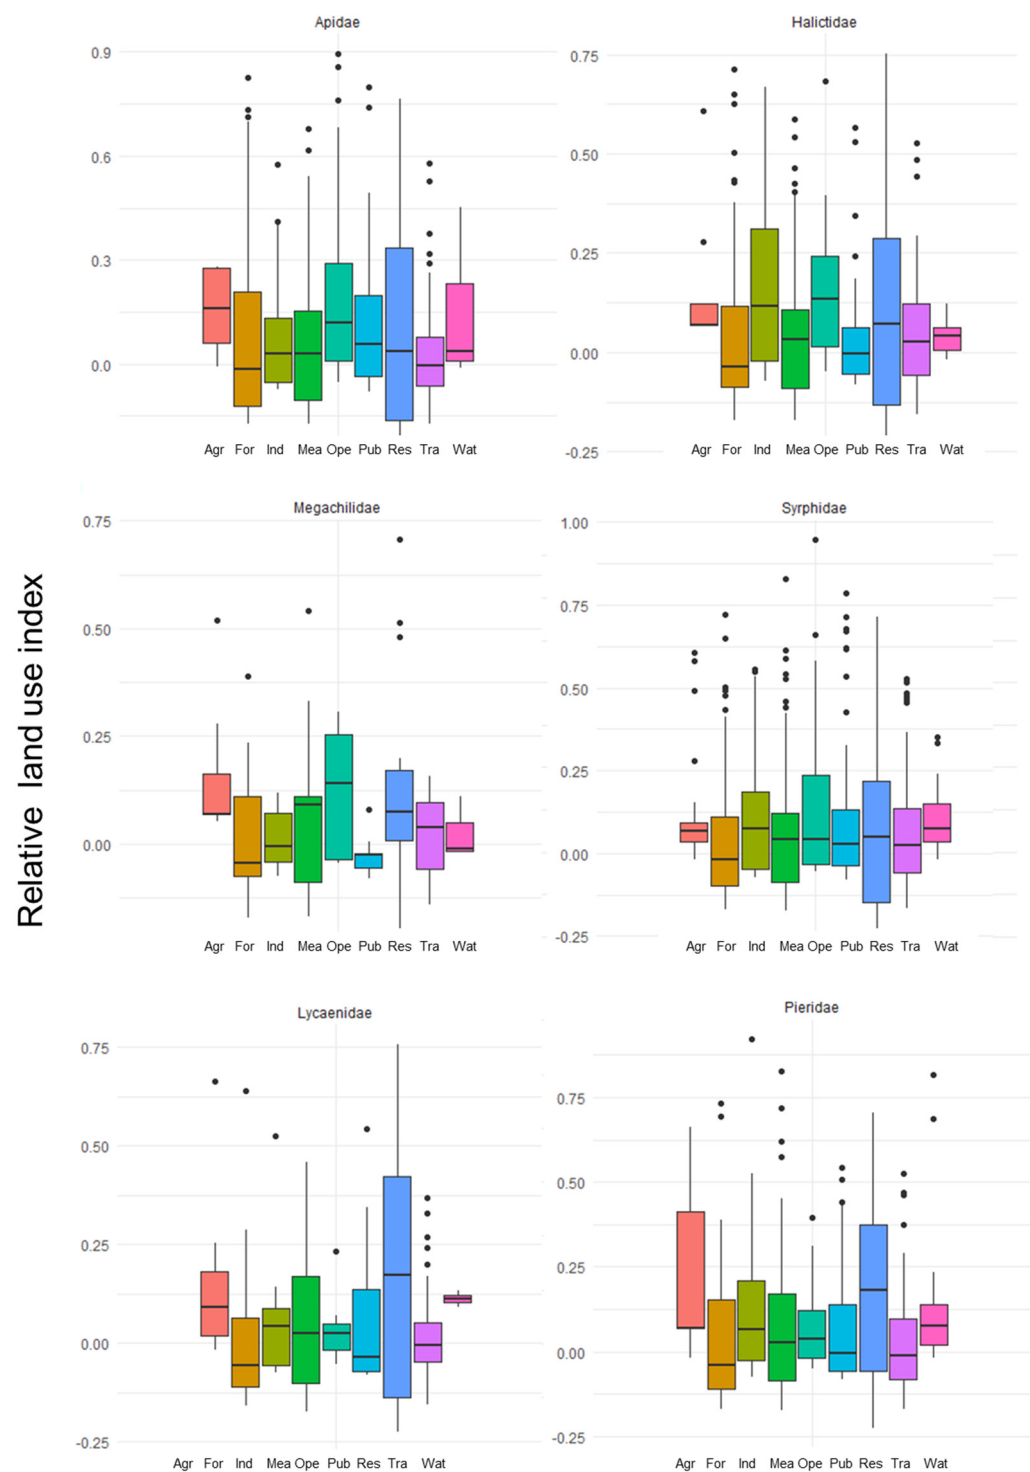 Apidae
0.9
0.6
0.3
0.0
Agr For Ind Mea Ope Pub Res Tra Wat
Halictidae
0.75
0.50
0.25
0.00
-0.25
Agr For Ind Mea Ope Pub Res Tra Wat
Relative land use index
Megachilidae
0.75
0.50
0.25
0.00
Agr For Ind Mea Ope Pub Res Tra Wat
Syrphidae
1.00
0.75
0.50
0.25
0.00
-0.25
Agr For Ind Mea Ope Pub Res Tra Wat
Lycaenidae
0.75
0.50
0.25
0.00
-0.25
Agr For Ind Mea Ope Pub Res Tra Wat
Pieridae
0.75
0.50
0.25
0.00
-0.25
Agr For Ind Mea Ope Pub Res Tra Wat